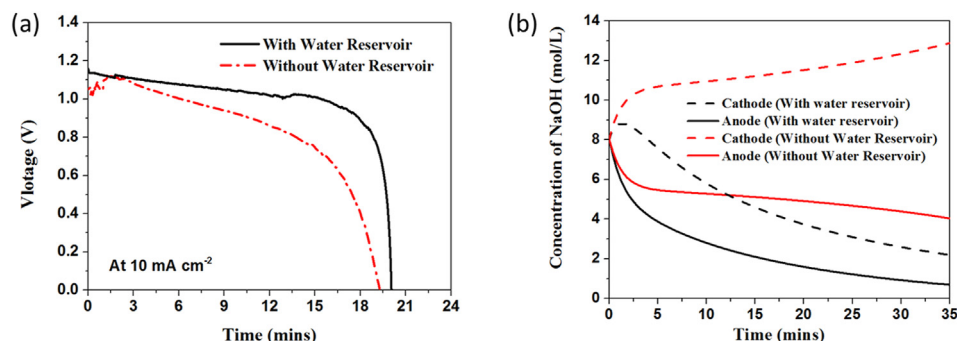 (a)
1.4
1.2
1.0
0.8
0.6
0.4
0.2
0.0
Vlotage (V)
With Water Reservoir
Without Water Reservoir
At 10 mA cm-2
0 3 6 9 12 15 18 21 24
Time (mins)
(b)
14
12
10
8
6
4
2
0
Concentration of NaOH (mol/L)
Cathode (With water reservoir)
Anode (With water reservoir)
Cathode (Without Water Reservoir)
Anode (Without Water Reservoir)
0 5 10 15 20 25 30 35
Time (mins)